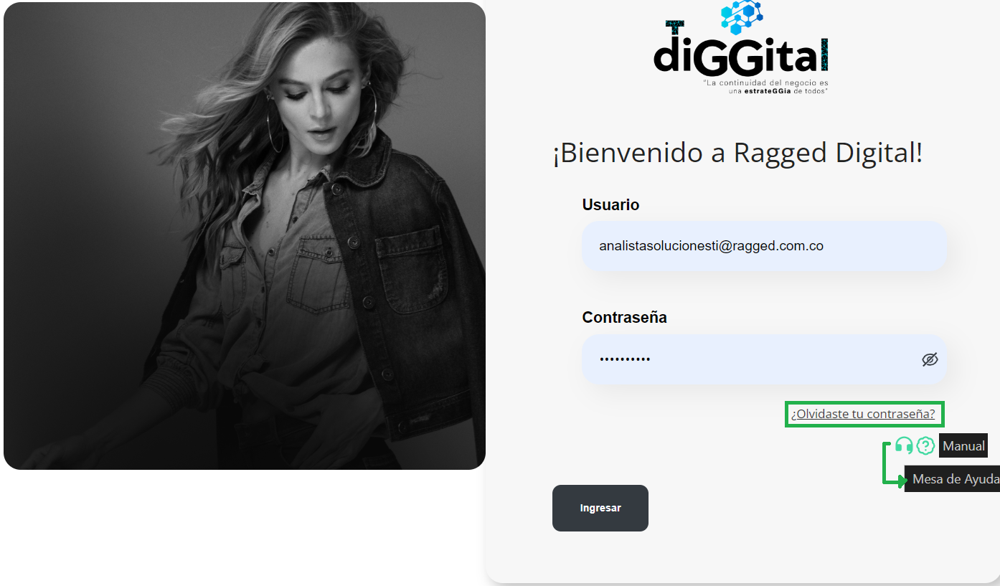 T
diGGital
"La continuidad del negocio es
una estrateGGia de todos"
¡Bienvenido a Ragged Digital!
Usuario
analistasolucionesti@ragged.com.co
Contraseña
••••••••••
¿Olvidaste tu contraseña?
Manual
Mesa de Ayuda
Ingresar